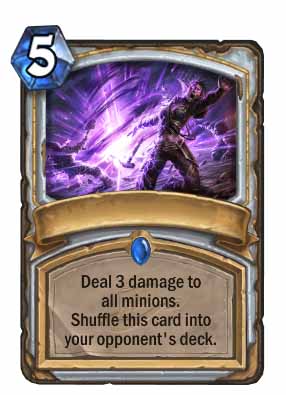 5
Deal 3 damage to
all minions.
Shuffle this card into
your opponent's deck.